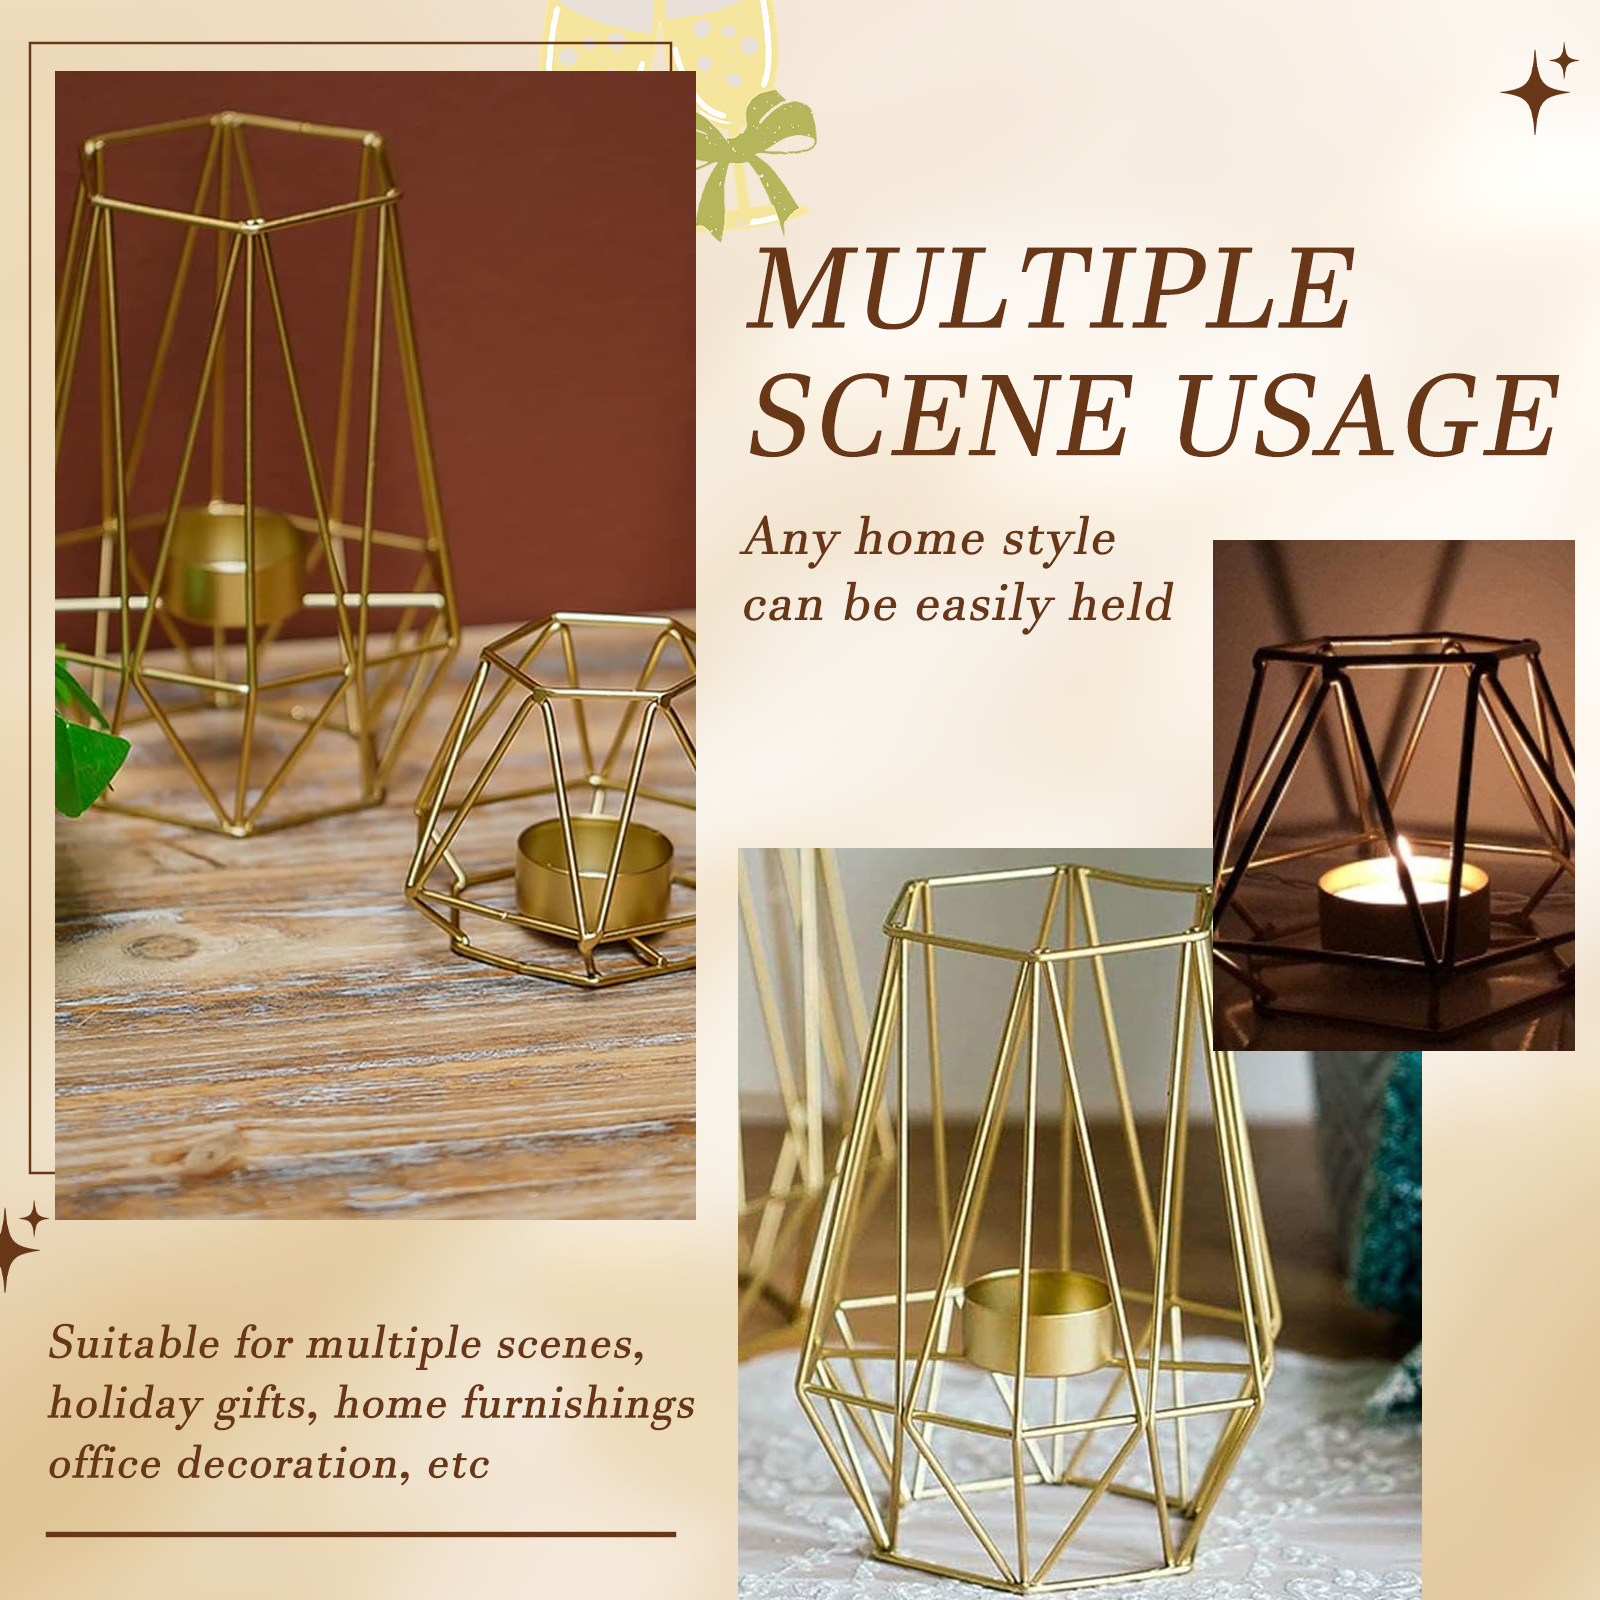 MULTIPLE
SCENE USAGE
Any home style
can be easily held
Suitable for multiple scenes,
holiday gifts, home furnishings
office decoration, etc